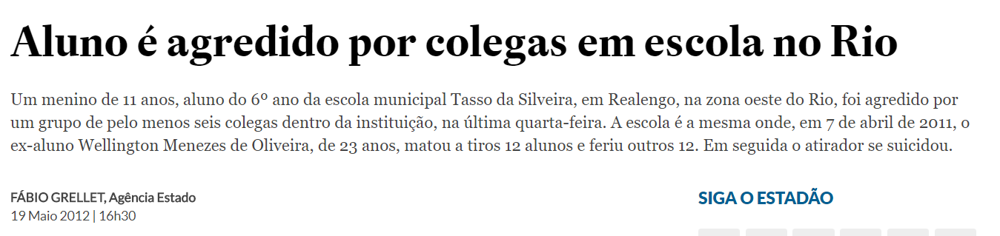 Aluno é agredido por colegas em escola no Rio
Um menino de 11 anos, aluno do 6º ano da escola municipal Tasso da Silveira, em Realengo, na zona oeste do Rio, foi agredido por
um grupo de pelo menos seis colegas dentro da instituição, na última quarta-feira. A escola é a mesma onde, em 7 de abril de 2011, o
ex-aluno Wellington Menezes de Oliveira, de 23 anos, matou a tiros 12 alunos e feriu outros 12. Em seguida o atirador se suicidou.
FÁBIO GRELLET, Agência Estado
19 Maio 2012 | 16h30
SIGA O ESTADÃO